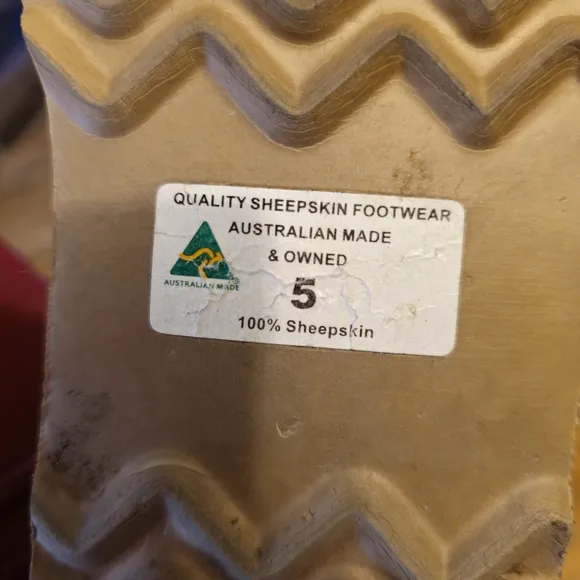 QUALITY SHEEPSKIN FOOTWEAR
AUSTRALIAN MADE
& OWNED
AUSTRALIAN MADE
5
100% Sheepskin